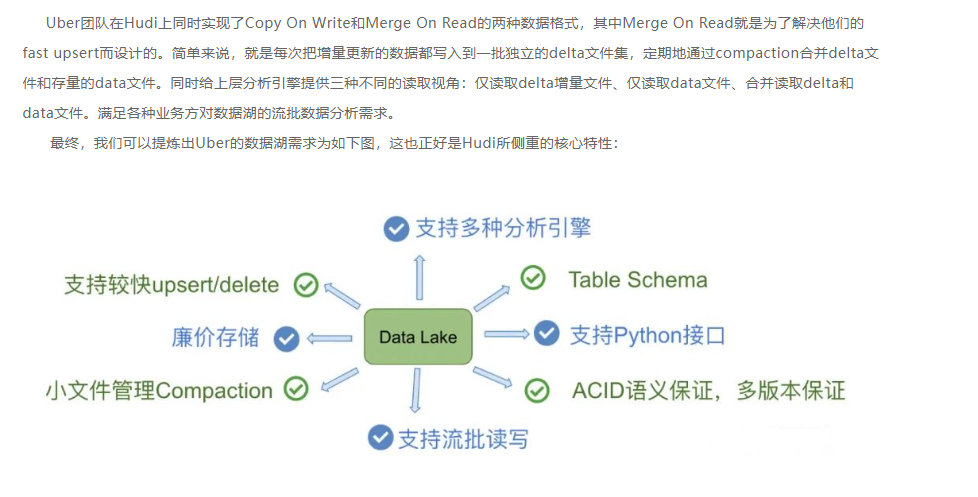 Uber团队在Hudi上同时实现了Copy On Write和Merge On Read的两种数据格式，其中Merge On Read就是为了解决他们的
fast upsert而设计的。简单来说，就是每次把增量更新的数据都写入到一批独立的delta文件集，定期地通过compaction合并delta文
件和存量的data文件。同时给上层分析引擎提供三种不同的读取视角：仅读取delta增量文件、仅读取data文件、合并读取delta和
data文件。满足各种业务方对数据湖的流批数据分析需求。
最终，我们可以提炼出Uber的数据湖需求为如下图，这也正好是Hudi所侧重的核心特性：
支持多种分析引擎
支持较快upsert/delete
Table Schema
廉价存储
Data Lake
支持Python接口
小文件管理Compaction
ACID语义保证，多版本保证
支持流批读写